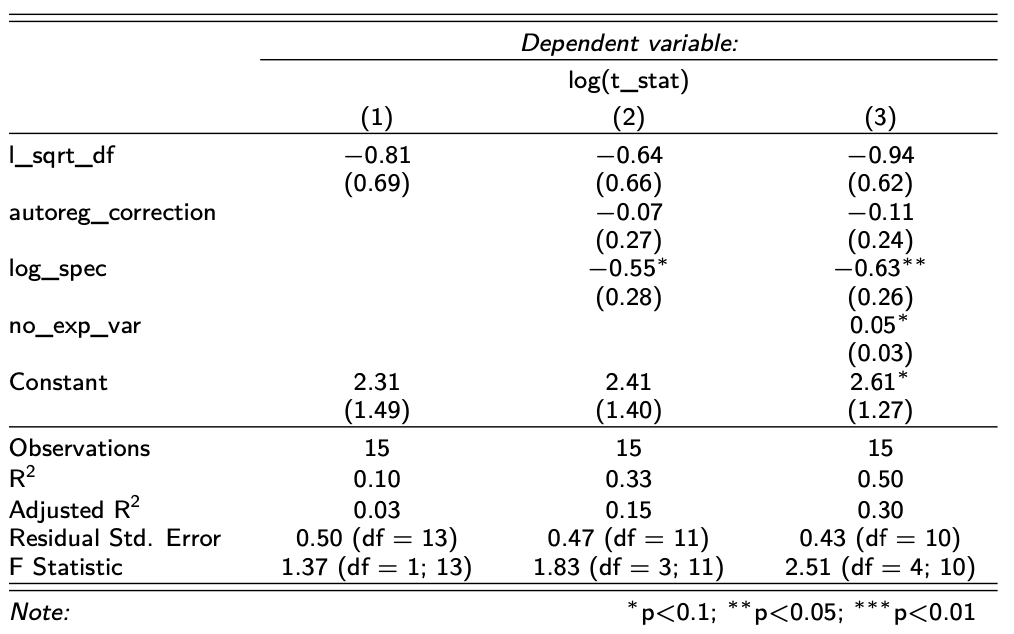 Dependent variable:
log(t_stat)
(1) (2) (3)
l_sqrt_df −0.81 −0.64 −0.94
(0.69) (0.66) (0.62)
autoreg_correction −0.07 −0.11
(0.27) (0.24)
log_spec −0.55* −0.63**
(0.28) (0.26)
no_exp_var 0.05*
(0.03)
Constant 2.31 2.41 2.61*
(1.49) (1.40) (1.27)
Observations 15 15 15
R² 0.10 0.33 0.50
Adjusted R² 0.03 0.15 0.30
Residual Std. Error 0.50 (df = 13) 0.47 (df = 11) 0.43 (df = 10)
F Statistic 1.37 (df = 1; 13) 1.83 (df = 3; 11) 2.51 (df = 4; 10)
Note: *p<0.1; **p<0.05; ***p<0.01